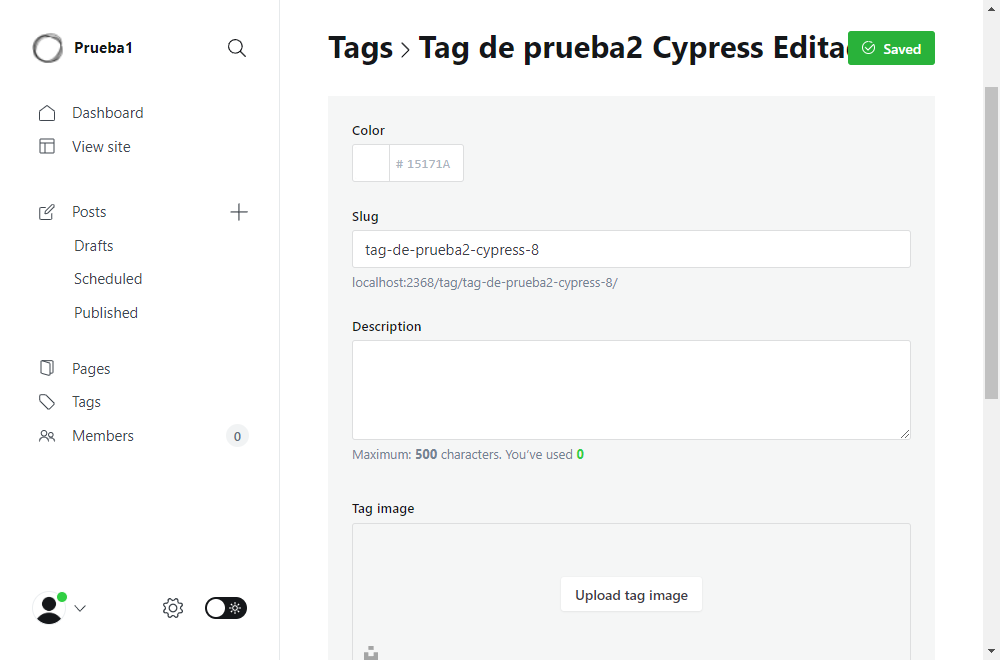 Prueba1
Dashboard
View site
Posts
Drafts
Scheduled
Published
Pages
Tags
Members 0
Tags > Tag de prueba2 Cypress Edita
Saved
Color
# 15171A
Slug
tag-de-prueba2-cypress-8
localhost:2368/tag/tag-de-prueba2-cypress-8/
Description
Maximum: 500 characters. You’ve used 0
Tag image
Upload tag image